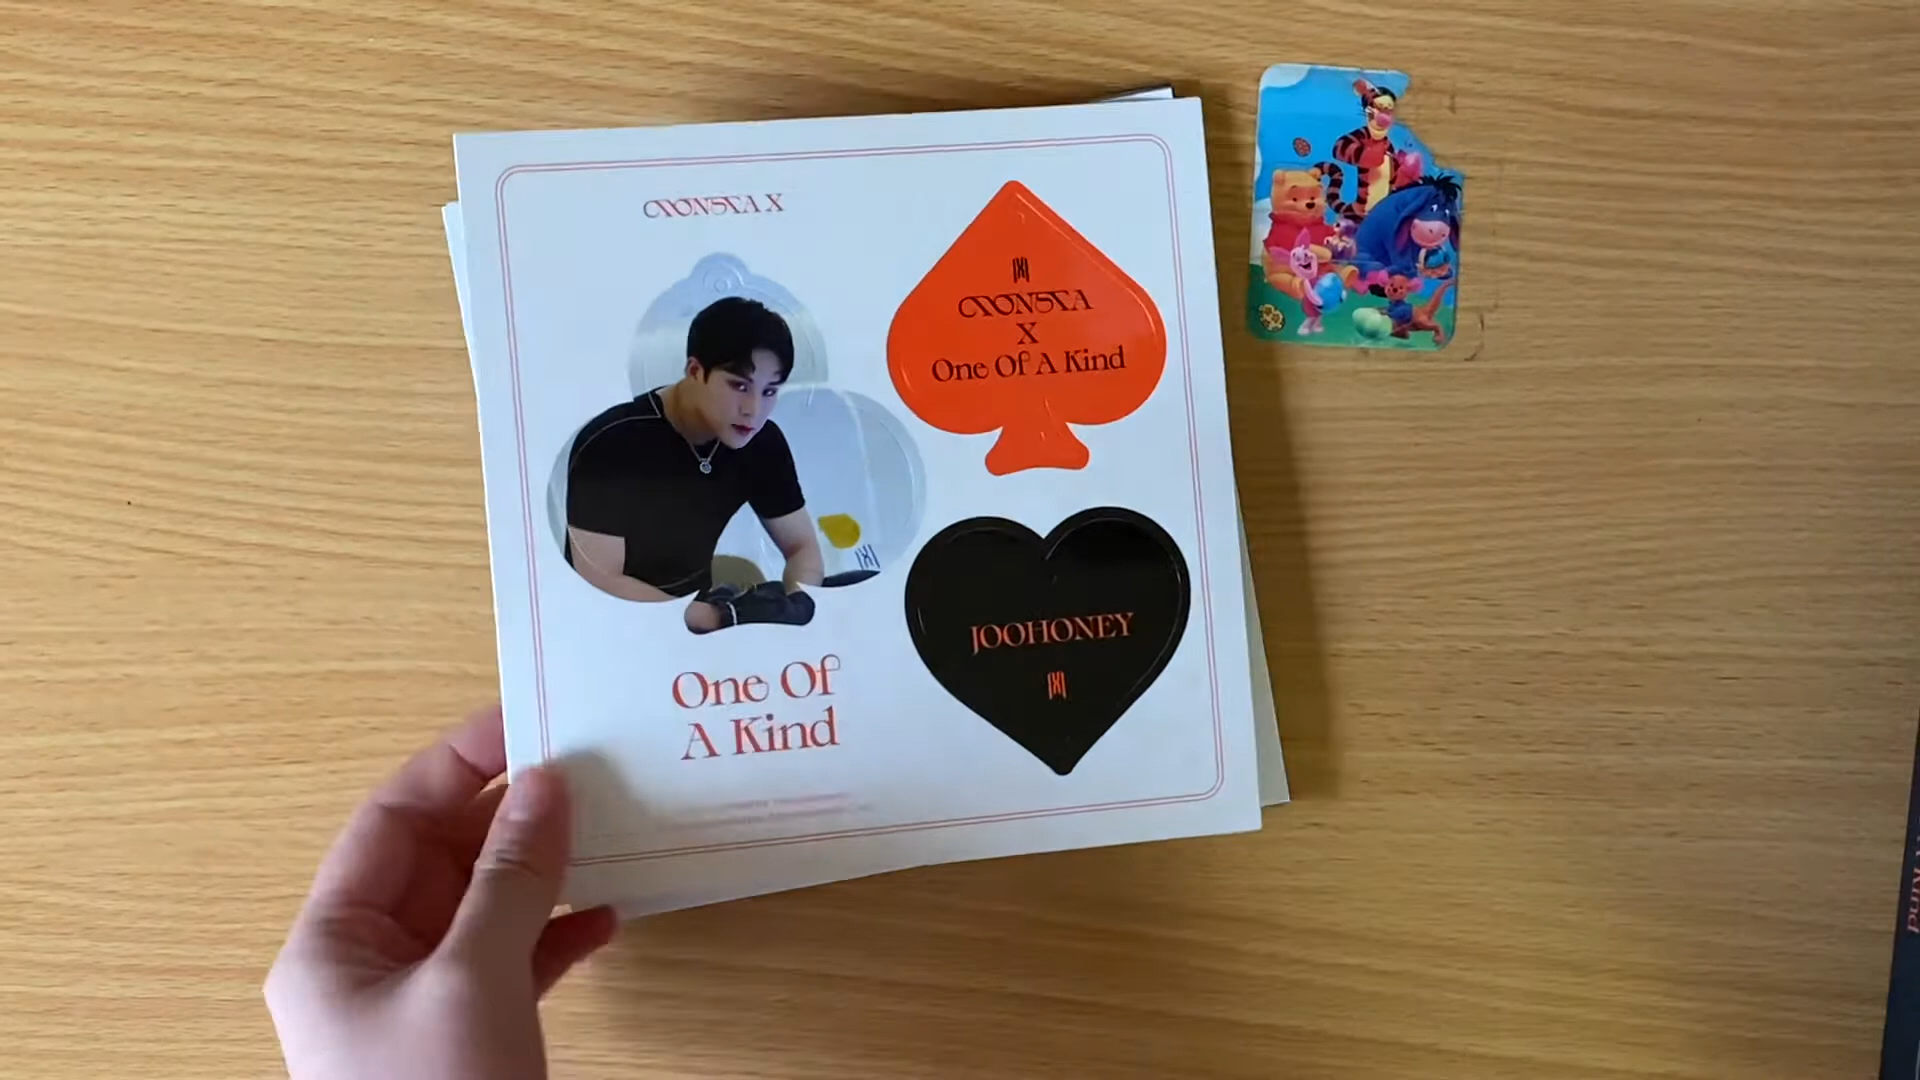 MONSTA X
MONSTA
X
One Of A Kind
JOOHONEY
One Of
A Kind